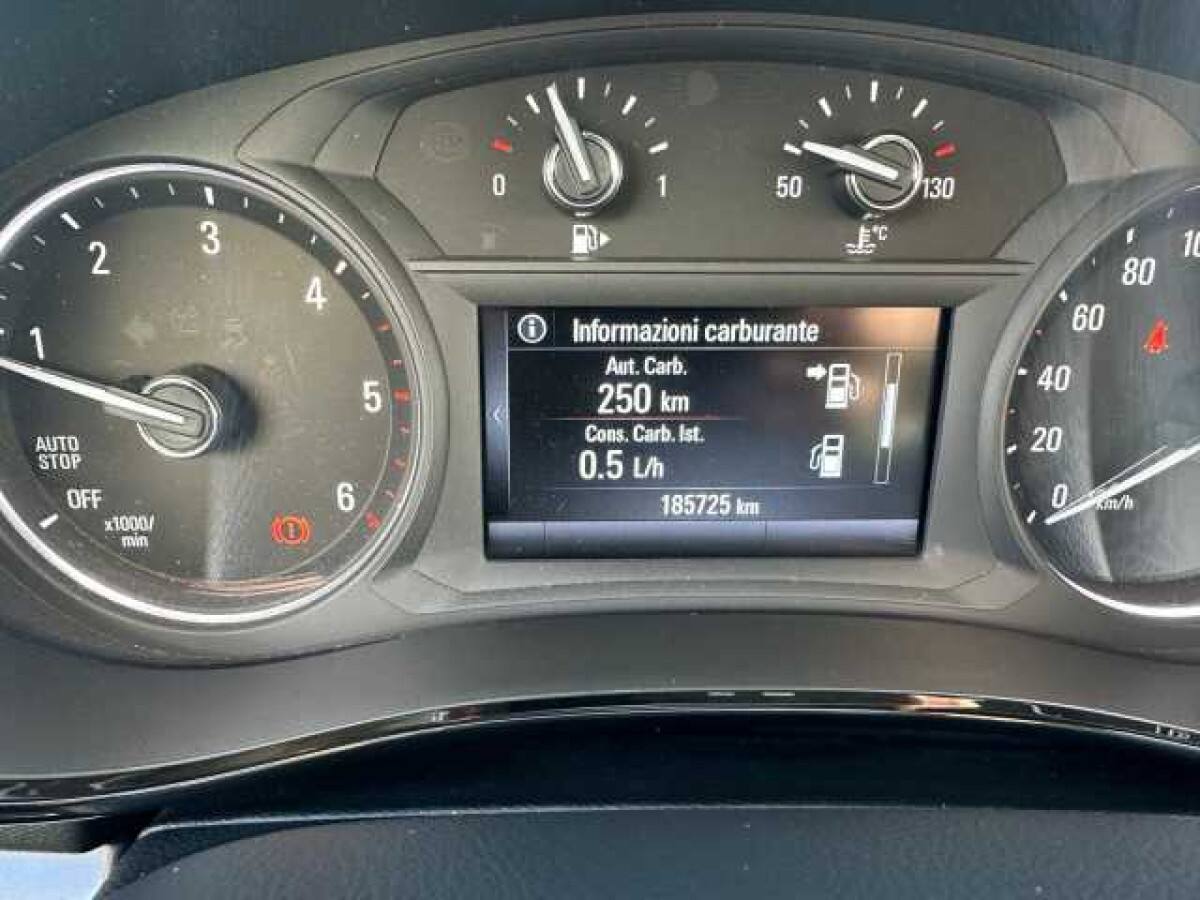 0
1
50
130
°C
1
2
3
4
5
6
AUTO
STOP
OFF
x1000/
min
Informazioni carburante
Aut. Carb.
250 km
Cons. Carb. Ist.
0.5 L/h
185725 km
0
20
40
60
80
km/h